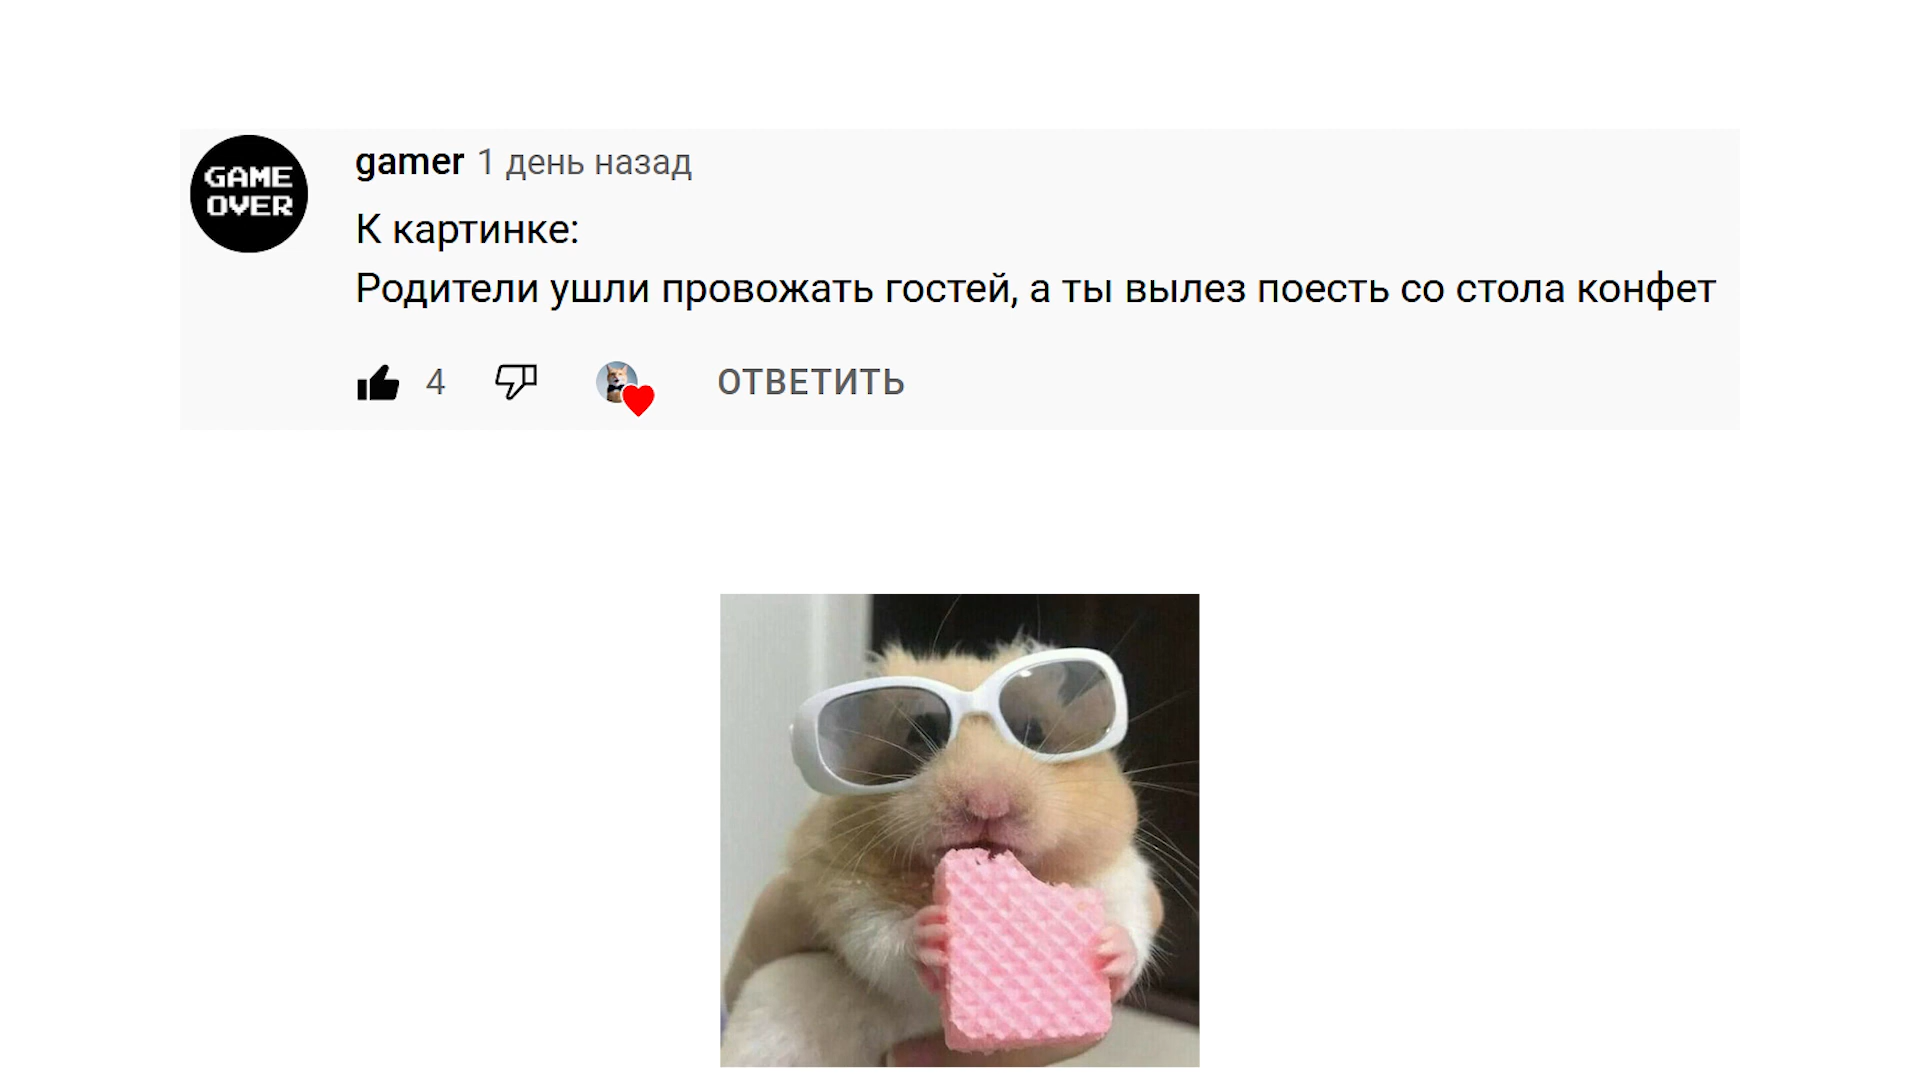 GAME
OVER
gamer 1 день назад
К картинке:
Родители ушли провожать гостей, а ты вылез поесть со стола конфет
4 ОТВЕТИТЬ